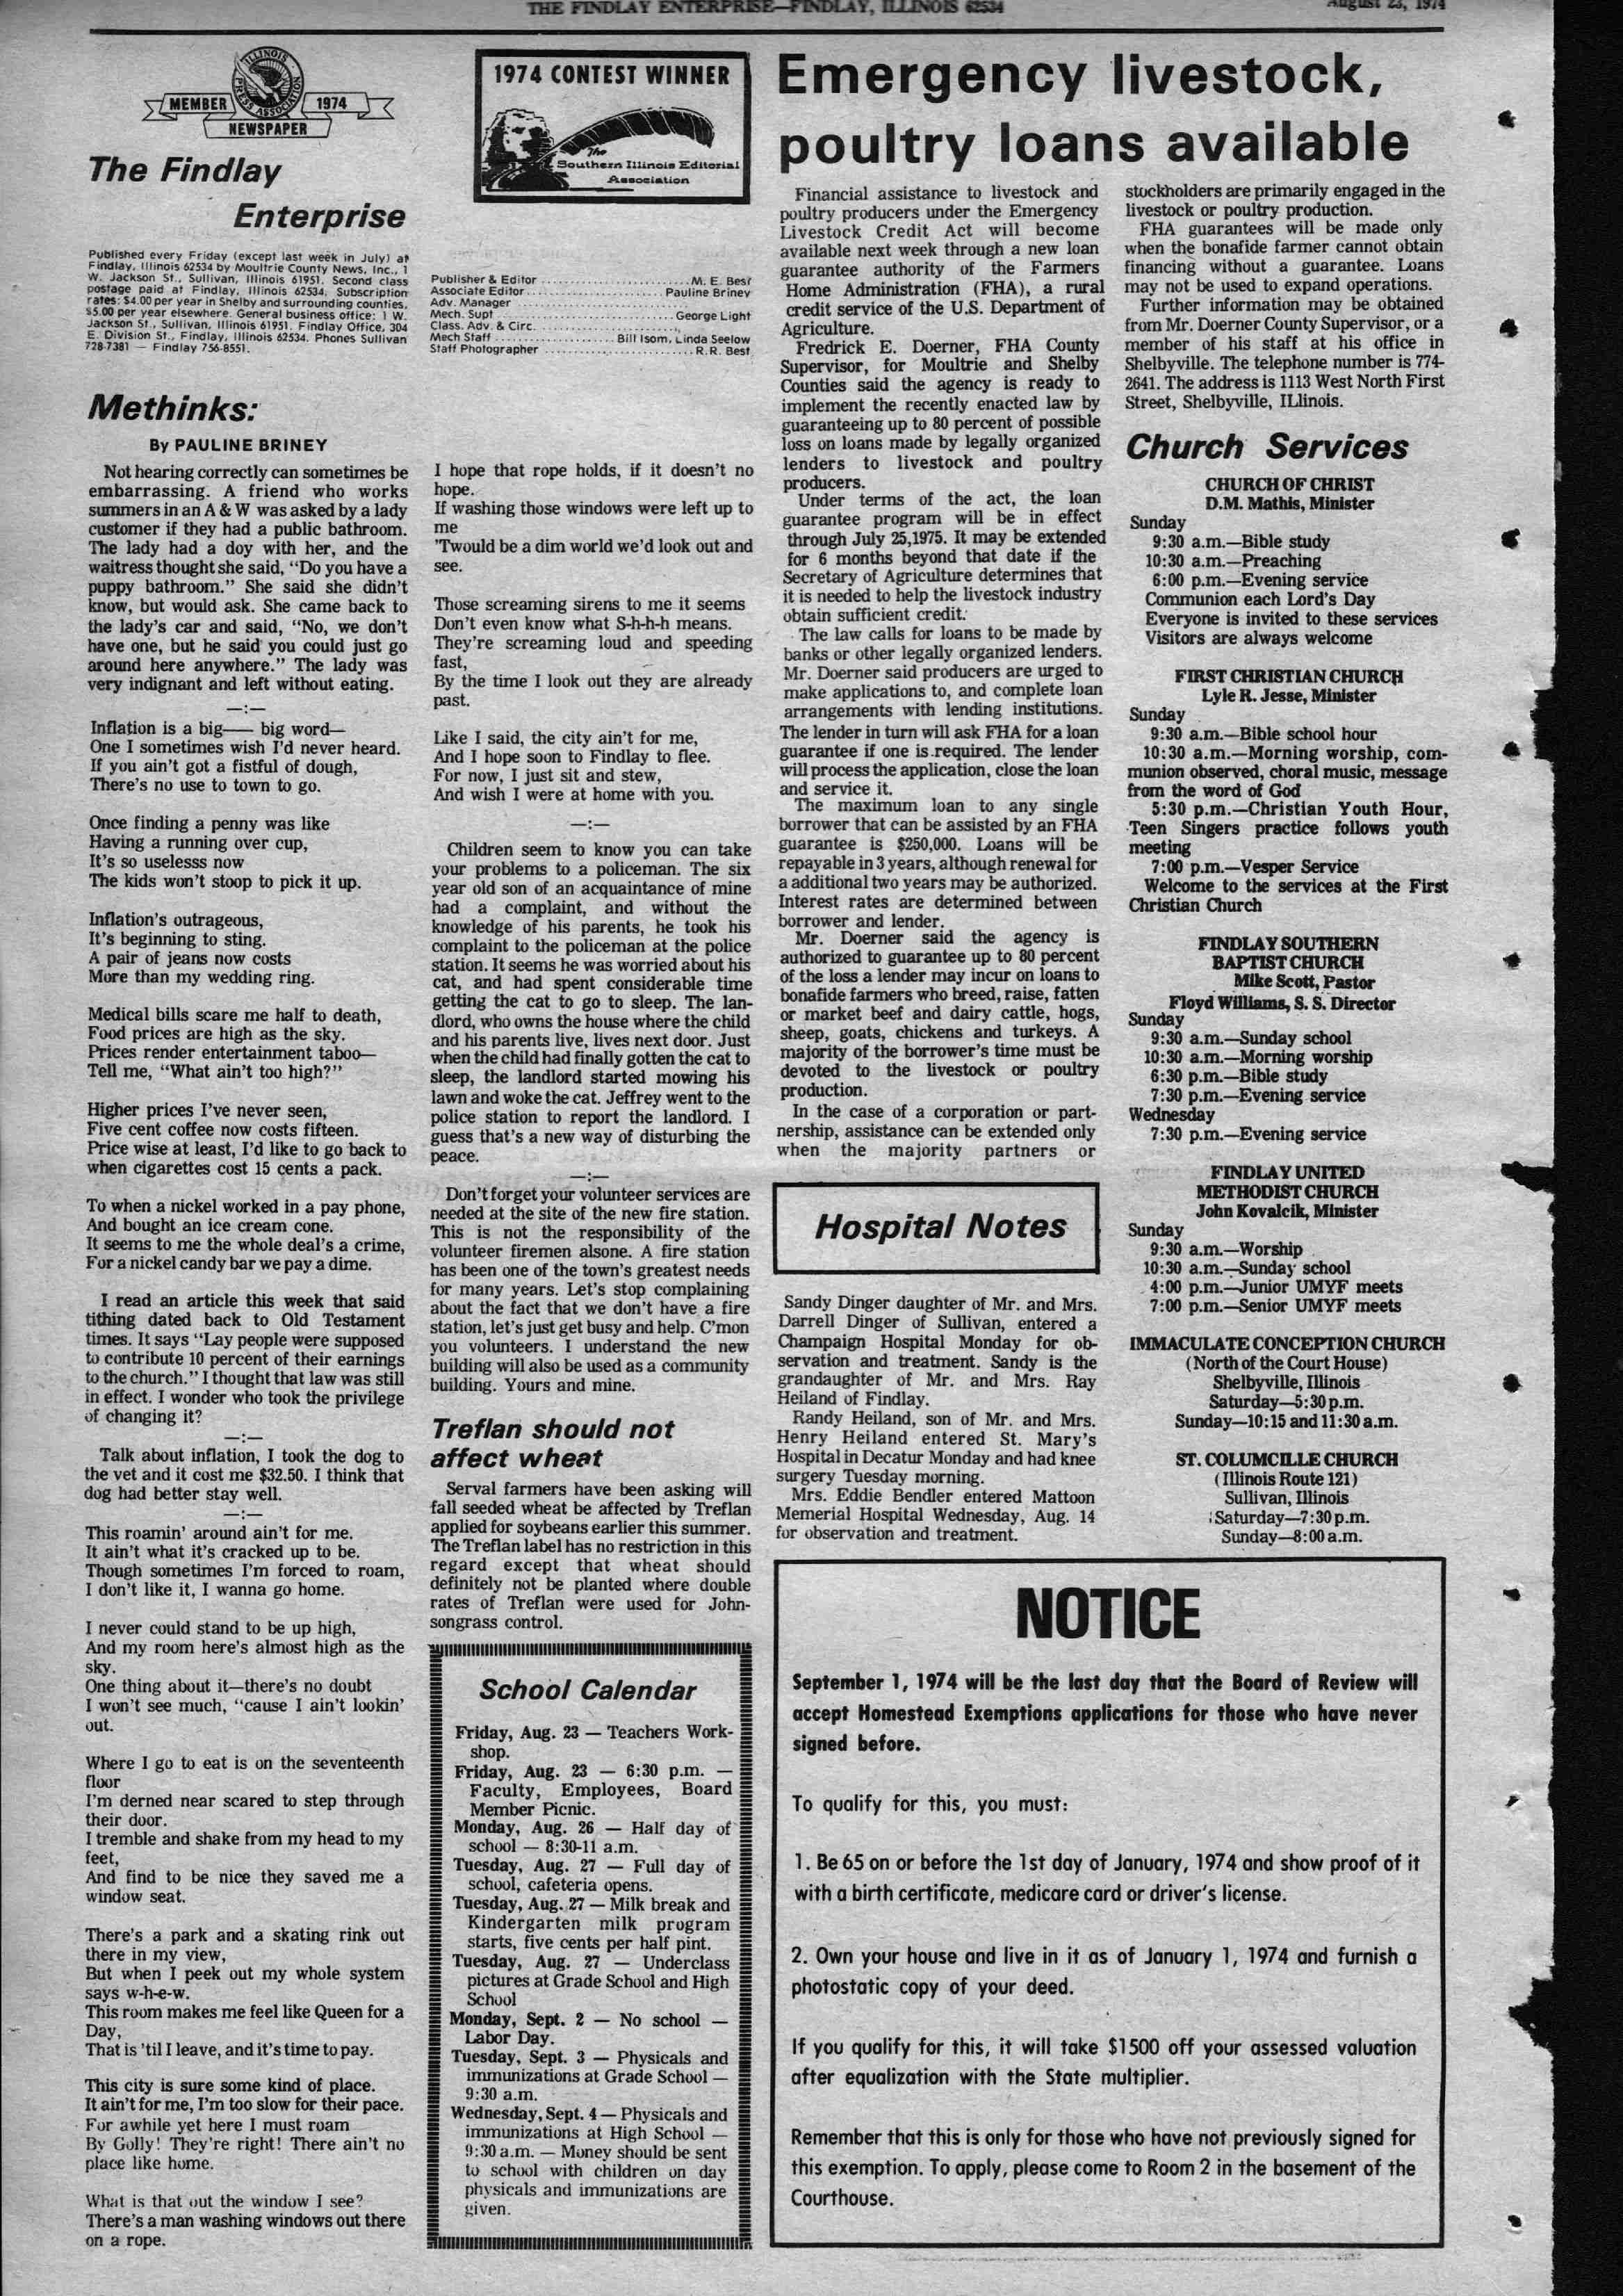 THE FINDLAY ENTERPRISE—FINDLAY, ILLINOIS 62534
August 23, 1974
ILLINOIS
PRESS ASSOCIATION
MEMBER
1974
NEWSPAPER
The Findlay
Enterprise
Published every Friday (except last week in July) at
Findlay, Illinois 62534 by Moultrie County News, Inc., 1
W. Jackson St., Sullivan, Illinois 61951. Second class
postage paid at Findlay, Illinois 62534. Subscription
rates: $4.00 per year in Shelby and surrounding counties,
$5.00 per year elsewhere. General business office: 1 W.
Jackson St., Sullivan, Illinois 61951. Findlay Office, 304
E. Division St., Findlay, Illinois 62534. Phones Sullivan
728-7381 — Findlay 756-8551.
1974 CONTEST WINNER
The
Southern Illinois Editorial
Association
Publisher & Editor ........................ M. E. Best
Associate Editor ........................ Pauline Briney
Adv. Manager ........................
Mech. Supt ........................ George Light
Class. Adv. & Circ. ........................
Mech Staff ........................ Bill Isom, Linda Seelow
Staff Photographer ........................ R.R. Best
Methinks:
By PAULINE BRINEY
Not hearing correctly can sometimes be
embarrassing. A friend who works
summers in an A & W was asked by a lady
customer if they had a public bathroom.
The lady had a doy with her, and the
waitress thought she said, "Do you have a
puppy bathroom." She said she didn't
know, but would ask. She came back to
the lady's car and said, "No, we don't
have one, but he said you could just go
around here anywhere." The lady was
very indignant and left without eating.
—:—
Inflation is a big—— big word—
One I sometimes wish I'd never heard.
If you ain't got a fistful of dough,
There's no use to town to go.
Once finding a penny was like
Having a running over cup,
It's so uselesss now
The kids won't stoop to pick it up.
Inflation's outrageous,
It's beginning to sting.
A pair of jeans now costs
More than my wedding ring.
Medical bills scare me half to death,
Food prices are high as the sky.
Prices render entertainment taboo—
Tell me, "What ain't too high?"
Higher prices I've never seen,
Five cent coffee now costs fifteen.
Price wise at least, I'd like to go back to
when cigarettes cost 15 cents a pack.
To when a nickel worked in a pay phone,
And bought an ice cream cone.
It seems to me the whole deal's a crime,
For a nickel candy bar we pay a dime.
I read an article this week that said
tithing dated back to Old Testament
times. It says "Lay people were supposed
to contribute 10 percent of their earnings
to the church." I thought that law was still
in effect. I wonder who took the privilege
of changing it?
—:—
Talk about inflation, I took the dog to
the vet and it cost me $32.50. I think that
dog had better stay well.
—:—
This roamin' around ain't for me.
It ain't what it's cracked up to be.
Though sometimes I'm forced to roam,
I don't like it, I wanna go home.
I never could stand to be up high,
And my room here's almost high as the
sky.
One thing about it—there's no doubt
I won't see much, "cause I ain't lookin'
out.
Where I go to eat is on the seventeenth
floor
I'm derned near scared to step through
their door.
I tremble and shake from my head to my
feet,
And find to be nice they saved me a
window seat.
There's a park and a skating rink out
there in my view,
But when I peek out my whole system
says w-h-e-w.
This room makes me feel like Queen for a
Day,
That is 'til I leave, and it's time to pay.
This city is sure some kind of place.
It ain't for me, I'm too slow for their pace.
For awhile yet here I must roam
By Golly! They're right! There ain't no
place like home.
What is that out the window I see?
There's a man washing windows out there
on a rope.
I hope that rope holds, if it doesn't no
hope.
If washing those windows were left up to
me
'Twould be a dim world we'd look out and
see.
Those screaming sirens to me it seems
Don't even know what S-h-h-h means.
They're screaming loud and speeding
fast,
By the time I look out they are already
past.
Like I said, the city ain't for me,
And I hope soon to Findlay to flee.
For now, I just sit and stew,
And wish I were at home with you.
—:—
Children seem to know you can take
your problems to a policeman. The six
year old son of an acquaintance of mine
had a complaint, and without the
knowledge of his parents, he took his
complaint to the policeman at the police
station. It seems he was worried about his
cat, and had spent considerable time
getting the cat to go to sleep. The lan-
dlord, who owns the house where the child
and his parents live, lives next door. Just
when the child had finally gotten the cat to
sleep, the landlord started mowing his
lawn and woke the cat. Jeffrey went to the
police station to report the landlord. I
guess that's a new way of disturbing the
peace.
—:—
Don't forget your volunteer services are
needed at the site of the new fire station.
This is not the responsibility of the
volunteer firemen alsone. A fire station
has been one of the town's greatest needs
for many years. Let's stop complaining
about the fact that we don't have a fire
station, let's just get busy and help. C'mon
you volunteers. I understand the new
building will also be used as a community
building. Yours and mine.
Treflan should not
affect wheat
Serval farmers have been asking will
fall seeded wheat be affected by Treflan
applied for soybeans earlier this summer.
The Treflan label has no restriction in this
regard except that wheat should
definitely not be planted where double
rates of Treflan were used for John-
songrass control.
School Calendar
Friday, Aug. 23 — Teachers Work-
shop.
Friday, Aug. 23 — 6:30 p.m. —
Faculty, Employees, Board
Member Picnic.
Monday, Aug. 26 — Half day of
school — 8:30-11 a.m.
Tuesday, Aug. 27 — Full day of
school, cafeteria opens.
Tuesday, Aug. 27 — Milk break and
Kindergarten milk program
starts, five cents per half pint.
Tuesday, Aug. 27 — Underclass
pictures at Grade School and High
School
Monday, Sept. 2 — No school —
Labor Day.
Tuesday, Sept. 3 — Physicals and
immunizations at Grade School —
9:30 a.m.
Wednesday, Sept. 4 — Physicals and
immunizations at High School —
9:30 a.m. — Money should be sent
to school with children on day
physicals and immunizations are
given.
Emergency livestock,
poultry loans available
Financial assistance to livestock and
poultry producers under the Emergency
Livestock Credit Act will become
available next week through a new loan
guarantee authority of the Farmers
Home Administration (FHA), a rural
credit service of the U.S. Department of
Agriculture.
Fredrick E. Doerner, FHA County
Supervisor, for Moultrie and Shelby
Counties said the agency is ready to
implement the recently enacted law by
guaranteeing up to 80 percent of possible
loss on loans made by legally organized
lenders to livestock and poultry
producers.
Under terms of the act, the loan
guarantee program will be in effect
through July 25,1975. It may be extended
for 6 months beyond that date if the
Secretary of Agriculture determines that
it is needed to help the livestock industry
obtain sufficient credit.
The law calls for loans to be made by
banks or other legally organized lenders.
Mr. Doerner said producers are urged to
make applications to, and complete loan
arrangements with lending institutions.
The lender in turn will ask FHA for a loan
guarantee if one is required. The lender
will process the application, close the loan
and service it.
The maximum loan to any single
borrower that can be assisted by an FHA
guarantee is $250,000. Loans will be
repayable in 3 years, although renewal for
a additional two years may be authorized.
Interest rates are determined between
borrower and lender.
Mr. Doerner said the agency is
authorized to guarantee up to 80 percent
of the loss a lender may incur on loans to
bonafide farmers who breed, raise, fatten
or market beef and dairy cattle, hogs,
sheep, goats, chickens and turkeys. A
majority of the borrower's time must be
devoted to the livestock or poultry
production.
In the case of a corporation or part-
nership, assistance can be extended only
when the majority partners or
stockholders are primarily engaged in the
livestock or poultry production.
FHA guarantees will be made only
when the bonafide farmer cannot obtain
financing without a guarantee. Loans
may not be used to expand operations.
Further information may be obtained
from Mr. Doerner County Supervisor, or a
member of his staff at his office in
Shelbyville. The telephone number is 774-
2641. The address is 1113 West North First
Street, Shelbyville, ILlinois.
Hospital Notes
Sandy Dinger daughter of Mr. and Mrs.
Darrell Dinger of Sullivan, entered a
Champaign Hospital Monday for ob-
servation and treatment. Sandy is the
grandaughter of Mr. and Mrs. Ray
Heiland of Findlay.
Randy Heiland, son of Mr. and Mrs.
Henry Heiland entered St. Mary's
Hospital in Decatur Monday and had knee
surgery Tuesday morning.
Mrs. Eddie Bendler entered Mattoon
Memerial Hospital Wednesday, Aug. 14
for observation and treatment.
Church Services
CHURCH OF CHRIST
D.M. Mathis, Minister
Sunday
9:30 a.m.—Bible study
10:30 a.m.—Preaching
6:00 p.m.—Evening service
Communion each Lord's Day
Everyone is invited to these services
Visitors are always welcome
FIRST CHRISTIAN CHURCH
Lyle R. Jesse, Minister
Sunday
9:30 a.m.—Bible school hour
10:30 a.m.—Morning worship, com-
munion observed, choral music, message
from the word of God
5:30 p.m.—Christian Youth Hour,
Teen Singers practice follows youth
meeting
7:00 p.m.—Vesper Service
Welcome to the services at the First
Christian Church
FINDLAY SOUTHERN
BAPTIST CHURCH
Mike Scott, Pastor
Floyd Williams, S. S. Director
Sunday
9:30 a.m.—Sunday school
10:30 a.m.—Morning worship
6:30 p.m.—Bible study
7:30 p.m.—Evening service
Wednesday
7:30 p.m.—Evening service
FINDLAY UNITED
METHODIST CHURCH
John Kovalcik, Minister
Sunday
9:30 a.m.—Worship
10:30 a.m.—Sunday school
4:00 p.m.—Junior UMYF meets
7:00 p.m.—Senior UMYF meets
IMMACULATE CONCEPTION CHURCH
(North of the Court House)
Shelbyville, Illinois
Saturday—5:30 p.m.
Sunday—10:15 and 11:30 a.m.
ST. COLUMCILLE CHURCH
(Illinois Route 121)
Sullivan, Illinois
Saturday—7:30 p.m.
Sunday—8:00 a.m.
NOTICE
September 1, 1974 will be the last day that the Board of Review will
accept Homestead Exemptions applications for those who have never
signed before.
To qualify for this, you must:
1. Be 65 on or before the 1st day of January, 1974 and show proof of it
with a birth certificate, medicare card or driver's license.
2. Own your house and live in it as of January 1, 1974 and furnish a
photostatic copy of your deed.
If you qualify for this, it will take $1500 off your assessed valuation
after equalization with the State multiplier.
Remember that this is only for those who have not previously signed for
this exemption. To apply, please come to Room 2 in the basement of the
Courthouse.